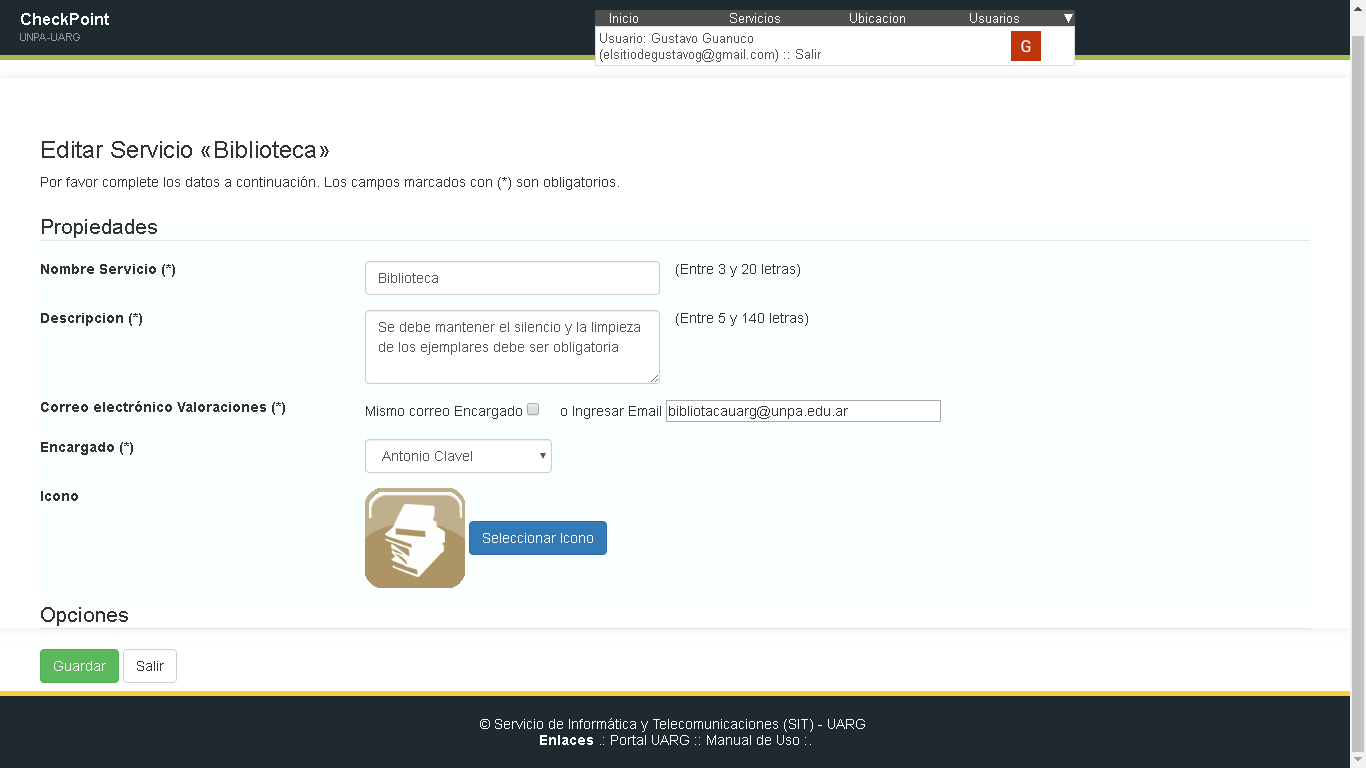 CheckPoint
UNPA-UARG
Inicio Servicios Ubicacion Usuarios ▼
Usuario: Gustavo Guanuco
(elsitiodegustavog@gmail.com) :: Salir
G
Editar Servicio «Biblioteca»
Por favor complete los datos a continuación. Los campos marcados con (*) son obligatorios.
Propiedades
Nombre Servicio (*) Biblioteca (Entre 3 y 20 letras)
Descripcion (*) Se debe mantener el silencio y la limpieza (Entre 5 y 140 letras)
de los ejemplares debe ser obligatoria
Correo electrónico Valoraciones (*) Mismo correo Encargado o Ingresar Email bibliotacauarg@unpa.edu.ar
Encargado (*) Antonio Clavel
Icono
Seleccionar Icono
Opciones
Guardar Salir
© Servicio de Informática y Telecomunicaciones (SIT) - UARG
Enlaces .: Portal UARG :: Manual de Uso :.